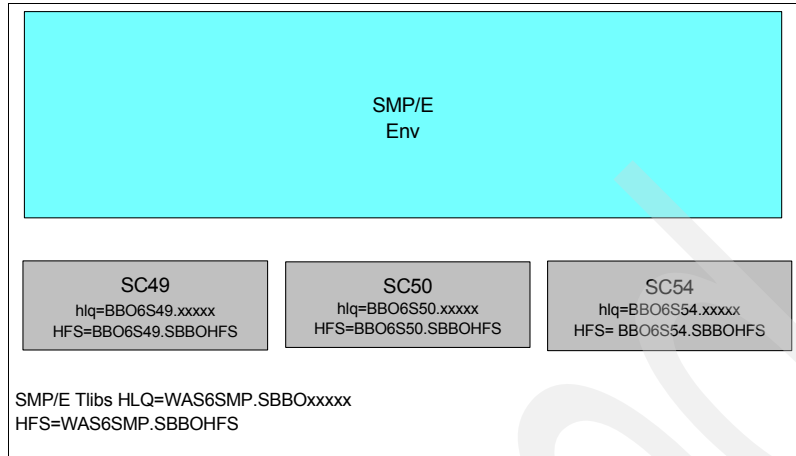 SMP/E
Env
SC49
hlq=BBO6S49.xxxxx
HFS=BBO6S49.SBBOHFS
SC50
hlq=BBO6S50.xxxxx
HFS=BBO6S50.SBBOHFS
SC54
hlq=BBO6S54.xxxxx
HFS= BBO6S54.SBBOHFS
SMP/E Tlibs HLQ=WAS6SMP.SBBOxxxxx
HFS=WAS6SMP.SBBOHFS